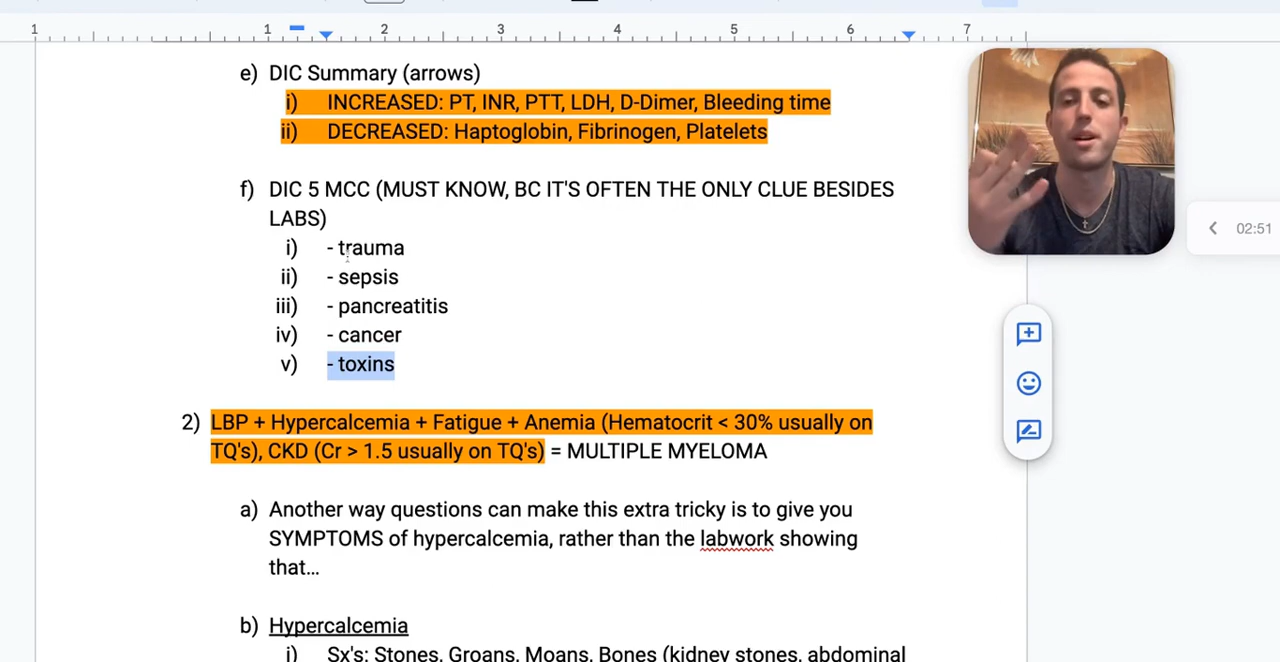 1 1 2 3 4 5 6 7
e) DIC Summary (arrows)
i) INCREASED: PT, INR, PTT, LDH, D-Dimer, Bleeding time
ii) DECREASED: Haptoglobin, Fibrinogen, Platelets
f) DIC 5 MCC (MUST KNOW, BC IT'S OFTEN THE ONLY CLUE BESIDES
LABS)
i) - trauma
ii) - sepsis
iii) - pancreatitis
iv) - cancer
v) - toxins
2) LBP + Hypercalcemia + Fatigue + Anemia (Hematocrit < 30% usually on
TQ's), CKD (Cr > 1.5 usually on TQ's) = MULTIPLE MYELOMA
a) Another way questions can make this extra tricky is to give you
SYMPTOMS of hypercalcemia, rather than the labwork showing
that...
b) Hypercalcemia
i) Sx's: Stones, Groans, Moans, Bones (kidney stones, abdominal
02:51